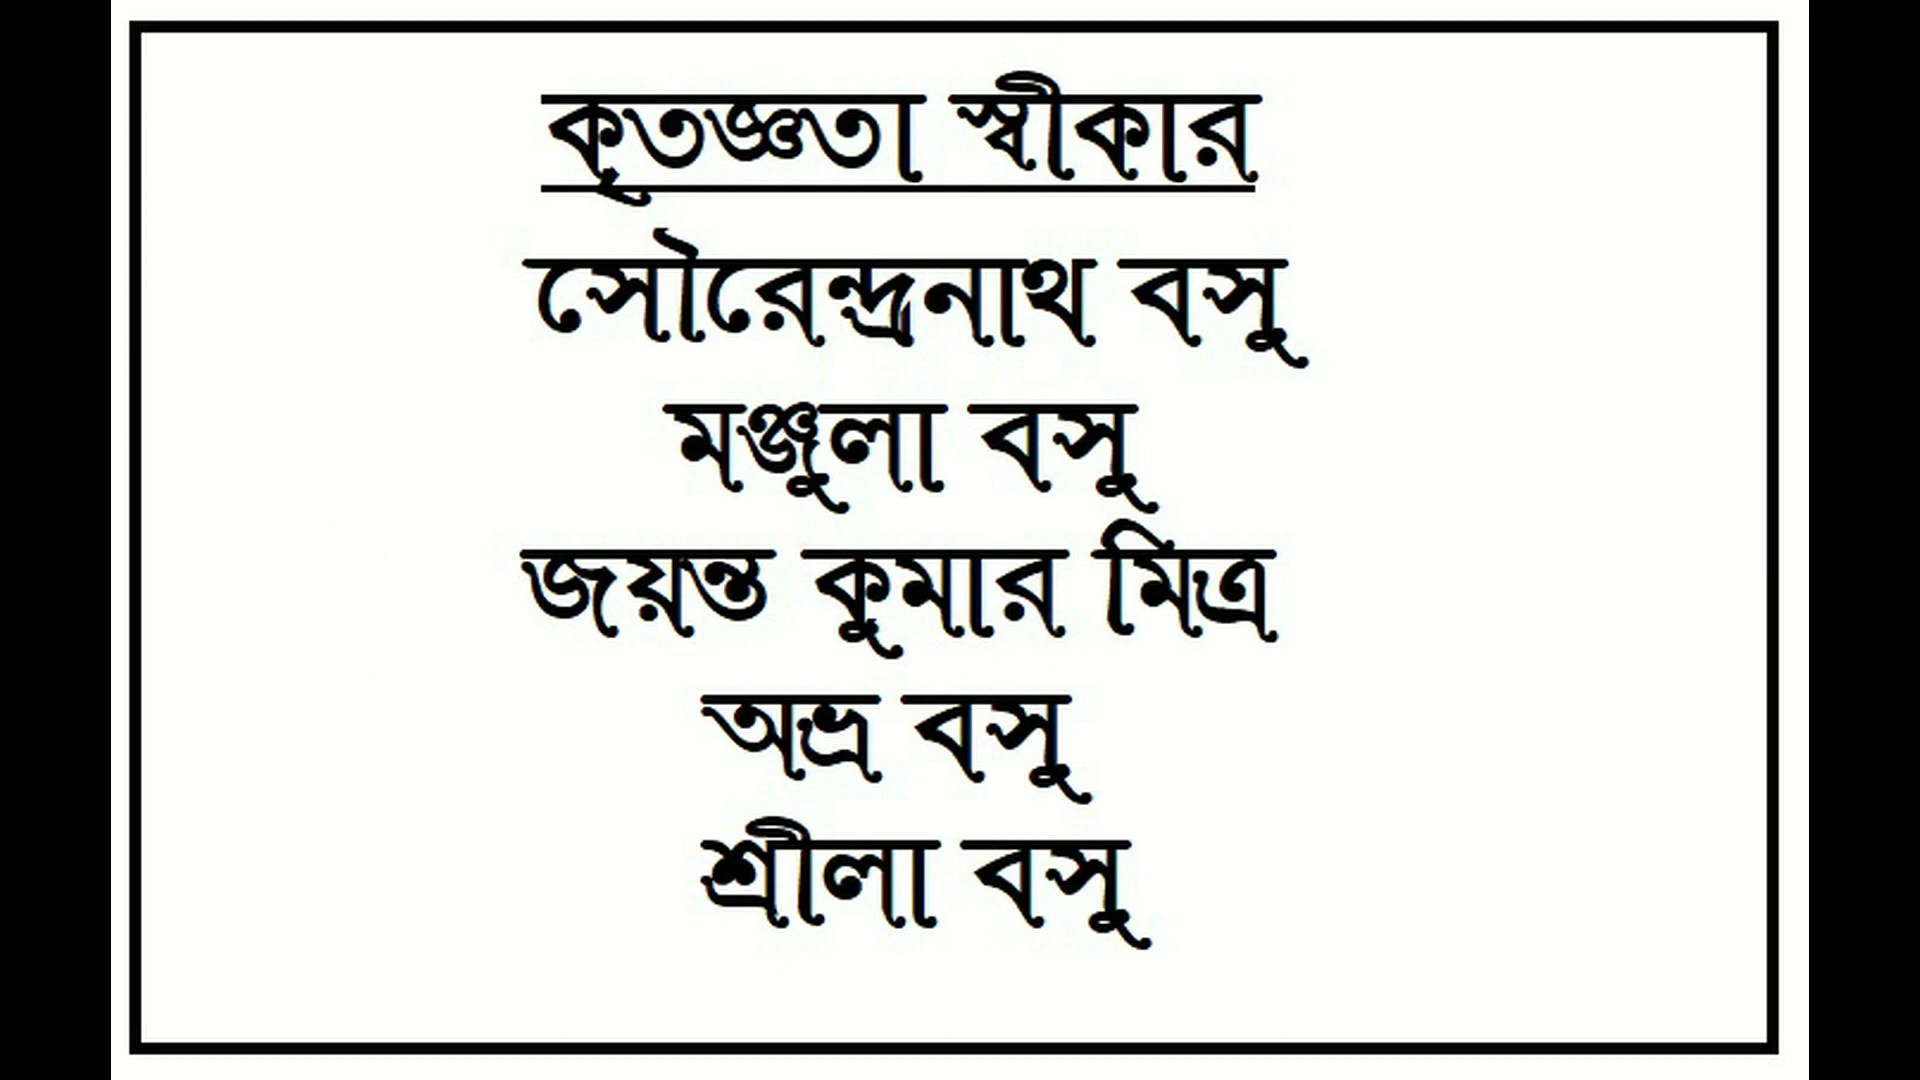 কৃতজ্ঞতা স্বীকার
সৌরেন্দ্রনাথ বসু
মঞ্জুলা বসু
জয়ন্ত কুমার মিত্র
অভ্র বসু
শ্রীলা বসু